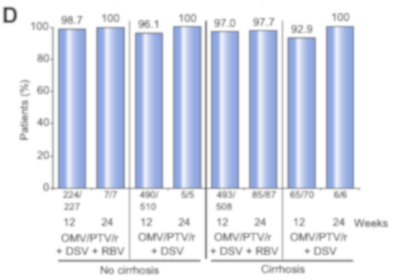 D
98.7 100 96.1 100 97.0 97.7 92.9 100
100
80
60
40
20
0
Patients (%)
224/ 7/7 490/ 5/5 493/ 85/87 65/70 6/6
227 510 508
12 24 12 24 12 24 12 24 Weeks
OMV/PTV/r OMV/PTV/r OMV/PTV/r OMV/PTV/r
+ DSV + RBV + DSV + DSV + RBV + DSV
No cirrhosis Cirrhosis